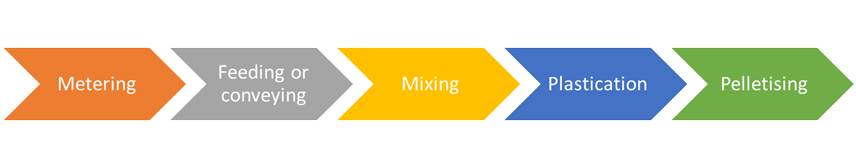 Metering
Feeding or
conveying
Mixing
Plastication
Pelletising